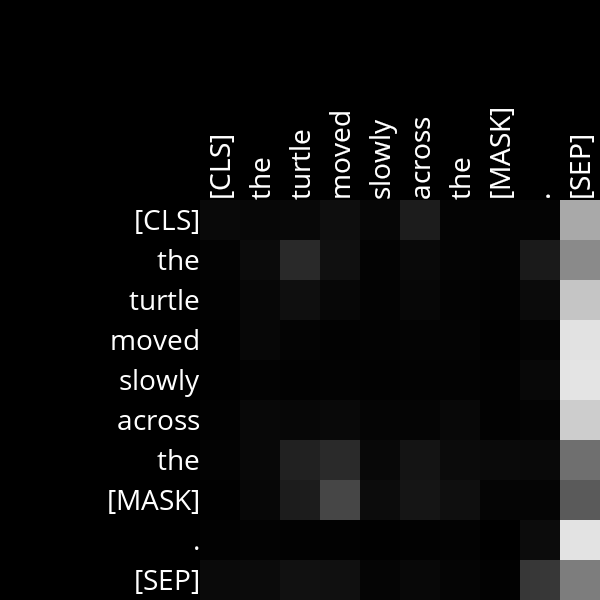 [CLS] the turtle moved slowly across the [MASK] . [SEP]
[CLS]
the
turtle
moved
slowly
across
the
[MASK]
.
[SEP]